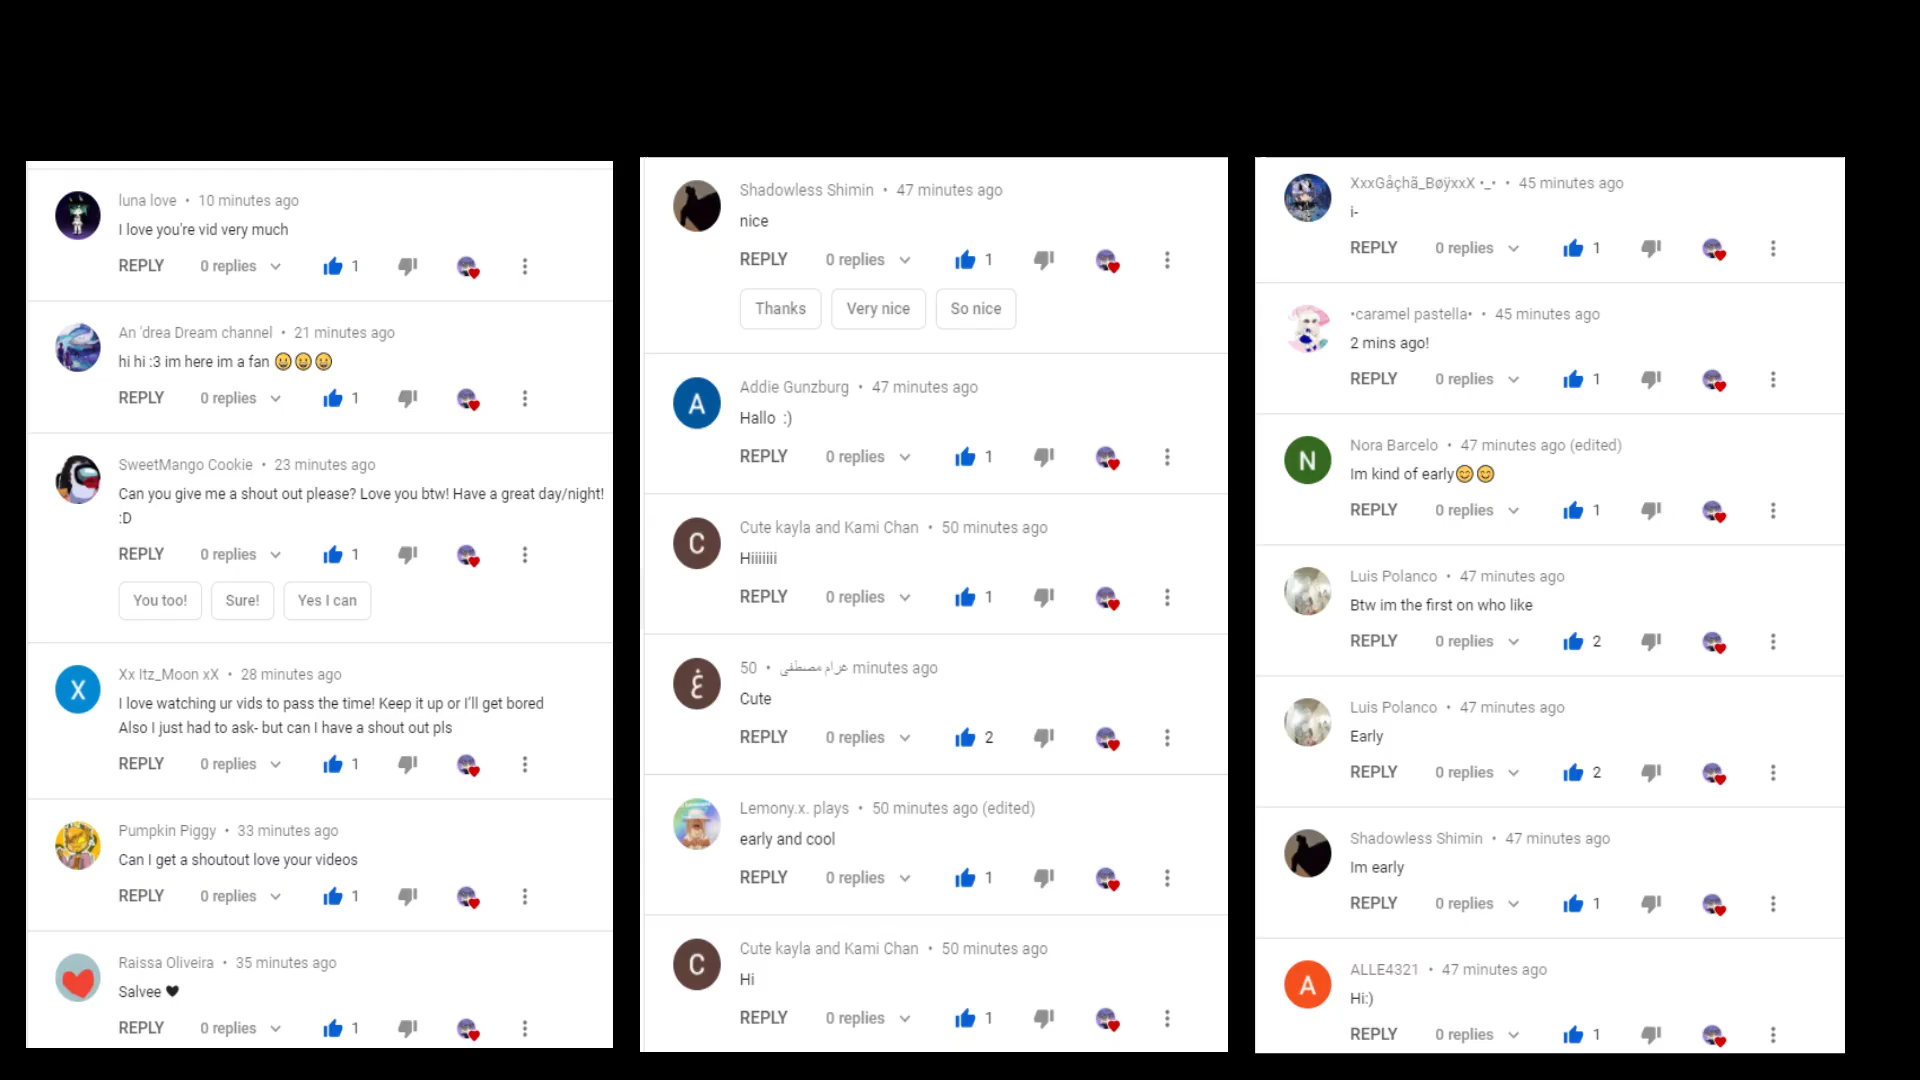 luna love • 10 minutes ago
I love you're vid very much
REPLY 0 replies 1
An 'drea Dream channel • 21 minutes ago
hi hi :3 im here im a fan 😀😀😀
REPLY 0 replies 1
SweetMango Cookie • 23 minutes ago
Can you give me a shout out please? Love you btw! Have a great day/night!
:D
REPLY 0 replies 1
You too! Sure! Yes I can
Xx Itz_Moon xX • 28 minutes ago
I love watching ur vids to pass the time! Keep it up or I'll get bored
Also I just had to ask- but can I have a shout out pls
REPLY 0 replies 1
X
Pumpkin Piggy • 33 minutes ago
Can I get a shoutout love your videos
REPLY 0 replies 1
Raissa Oliveira • 35 minutes ago
Salvee 🖤
REPLY 0 replies 1
Shadowless Shimin • 47 minutes ago
nice
REPLY 0 replies 1
Thanks Very nice So nice
A
Addie Gunzburg • 47 minutes ago
Hallo :)
REPLY 0 replies 1
C
Cute kayla and Kami Chan • 50 minutes ago
Hiiiiiii
REPLY 0 replies 1
غ
50 • غرام مصطفى minutes ago
Cute
REPLY 0 replies 2
Lemony.x. plays • 50 minutes ago (edited)
early and cool
REPLY 0 replies 1
C
Cute kayla and Kami Chan • 50 minutes ago
Hi
REPLY 0 replies 1
XxxGåçhã_BøÿxxX •_• • 45 minutes ago
i-
REPLY 0 replies 1
•caramel pastella• • 45 minutes ago
2 mins ago!
REPLY 0 replies 1
N
Nora Barcelo • 47 minutes ago (edited)
Im kind of early😊😊
REPLY 0 replies 1
Luis Polanco • 47 minutes ago
Btw im the first on who like
REPLY 0 replies 2
Luis Polanco • 47 minutes ago
Early
REPLY 0 replies 2
Shadowless Shimin • 47 minutes ago
Im early
REPLY 0 replies 1
A
ALLE4321 • 47 minutes ago
Hi:)
REPLY 0 replies 1